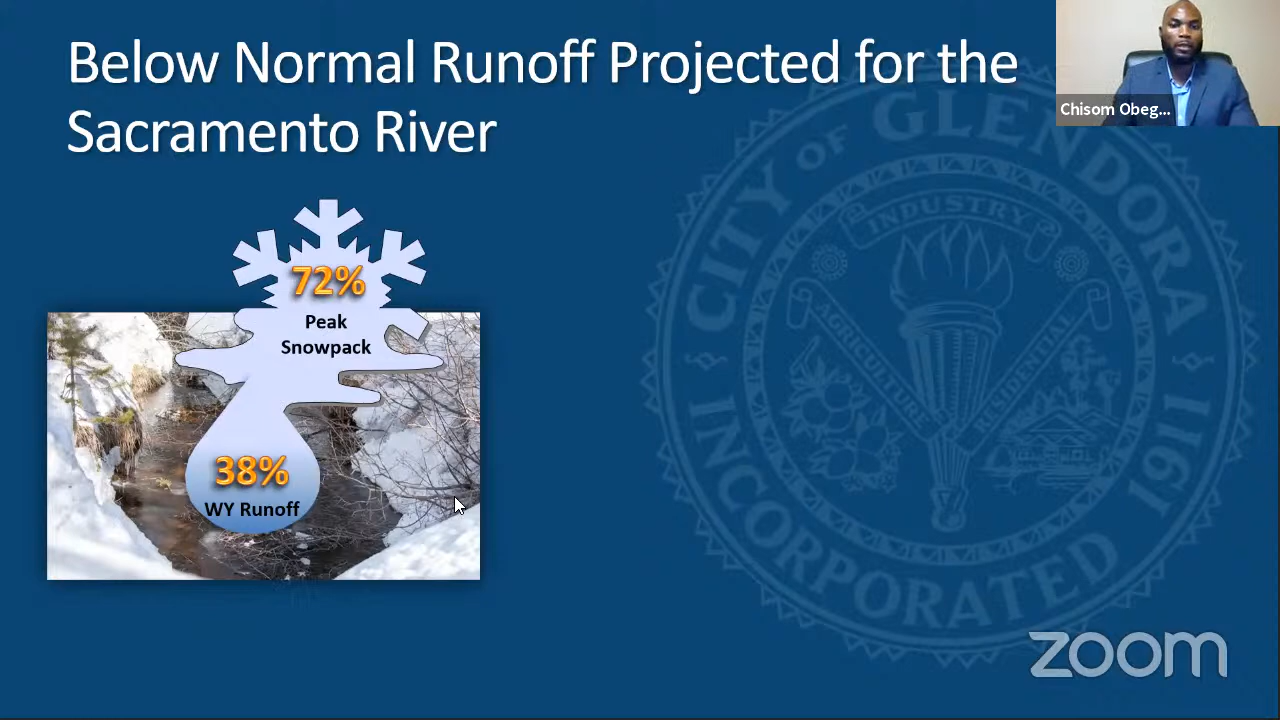 Below Normal Runoff Projected for the
Sacramento River
Chisom Obeg...
72%
Peak
Snowpack
38%
WY Runoff
CITY OF GLENDORA
INDUSTRY
AGRICULTURE
RESIDENTIAL
INCORPORATED 1911
zoom